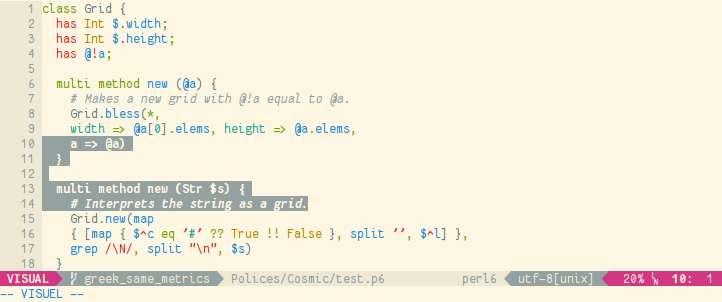 1 class Grid {
2   has Int $.width;
3   has Int $.height;
4   has @!a;
5
6   multi method new (@a) {
7     # Makes a new grid with @!a equal to @a.
8     Grid.bless(*,
9     width => @a[0].elems, height => @a.elems,
10     a => @a)
11   }
12
13   multi method new (Str $s) {
14     # Interprets the string as a grid.
15     Grid.new(map
16     { [map { $^c eq '#' ?? True !! False }, split '', $^l] },
17     grep /\N/, split "\n", $s)
18   }
VISUAL greek_same_metrics Polices/Cosmic/test.p6 perl6 utf-8[unix] 20% LN 10: 1
-- VISUEL --